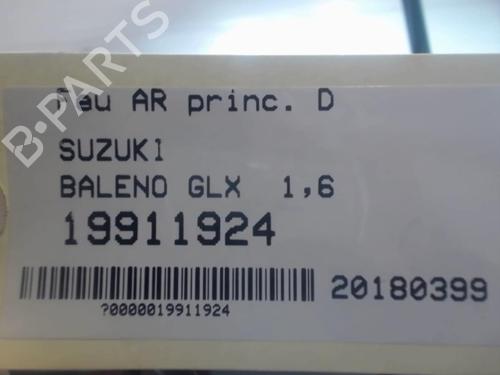 Feu AR princ. D
SUZUKI
BALENO GLX 1,6
19911924
20180399
?0000019911924
B-PARTS